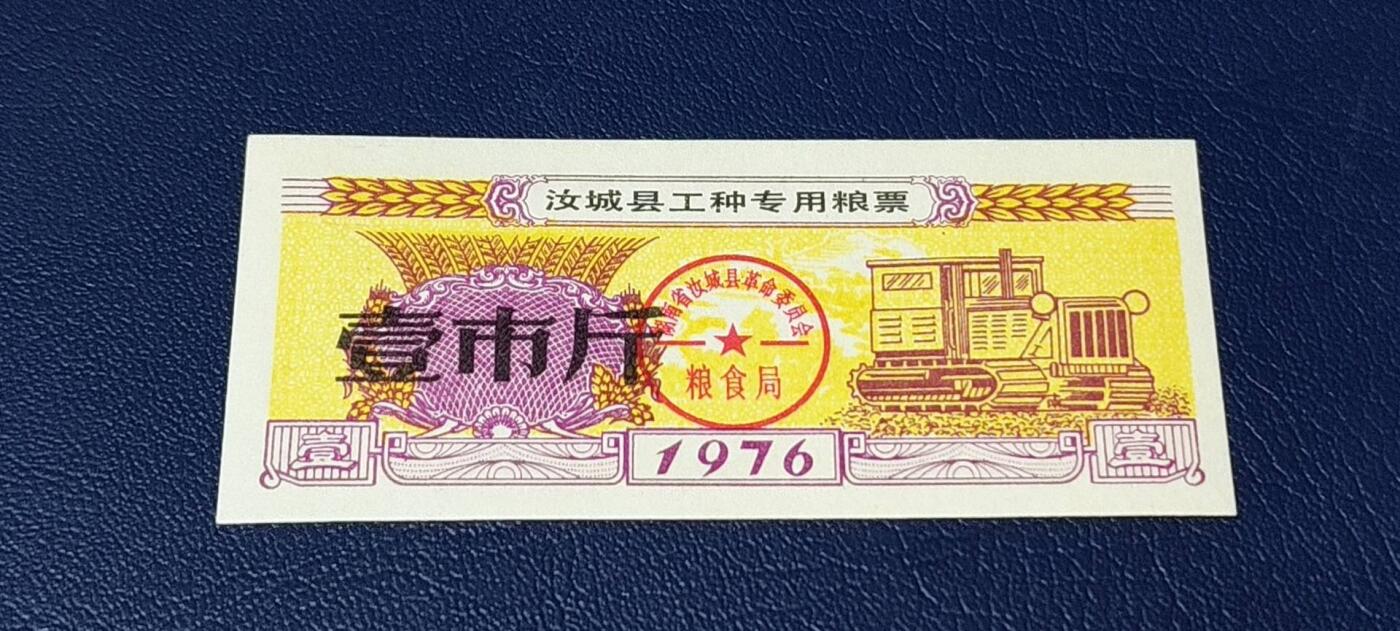 汝城县工种专用粮票
壹市斤
湖南省汝城县革命委员会
粮食局
壹
1976
壹